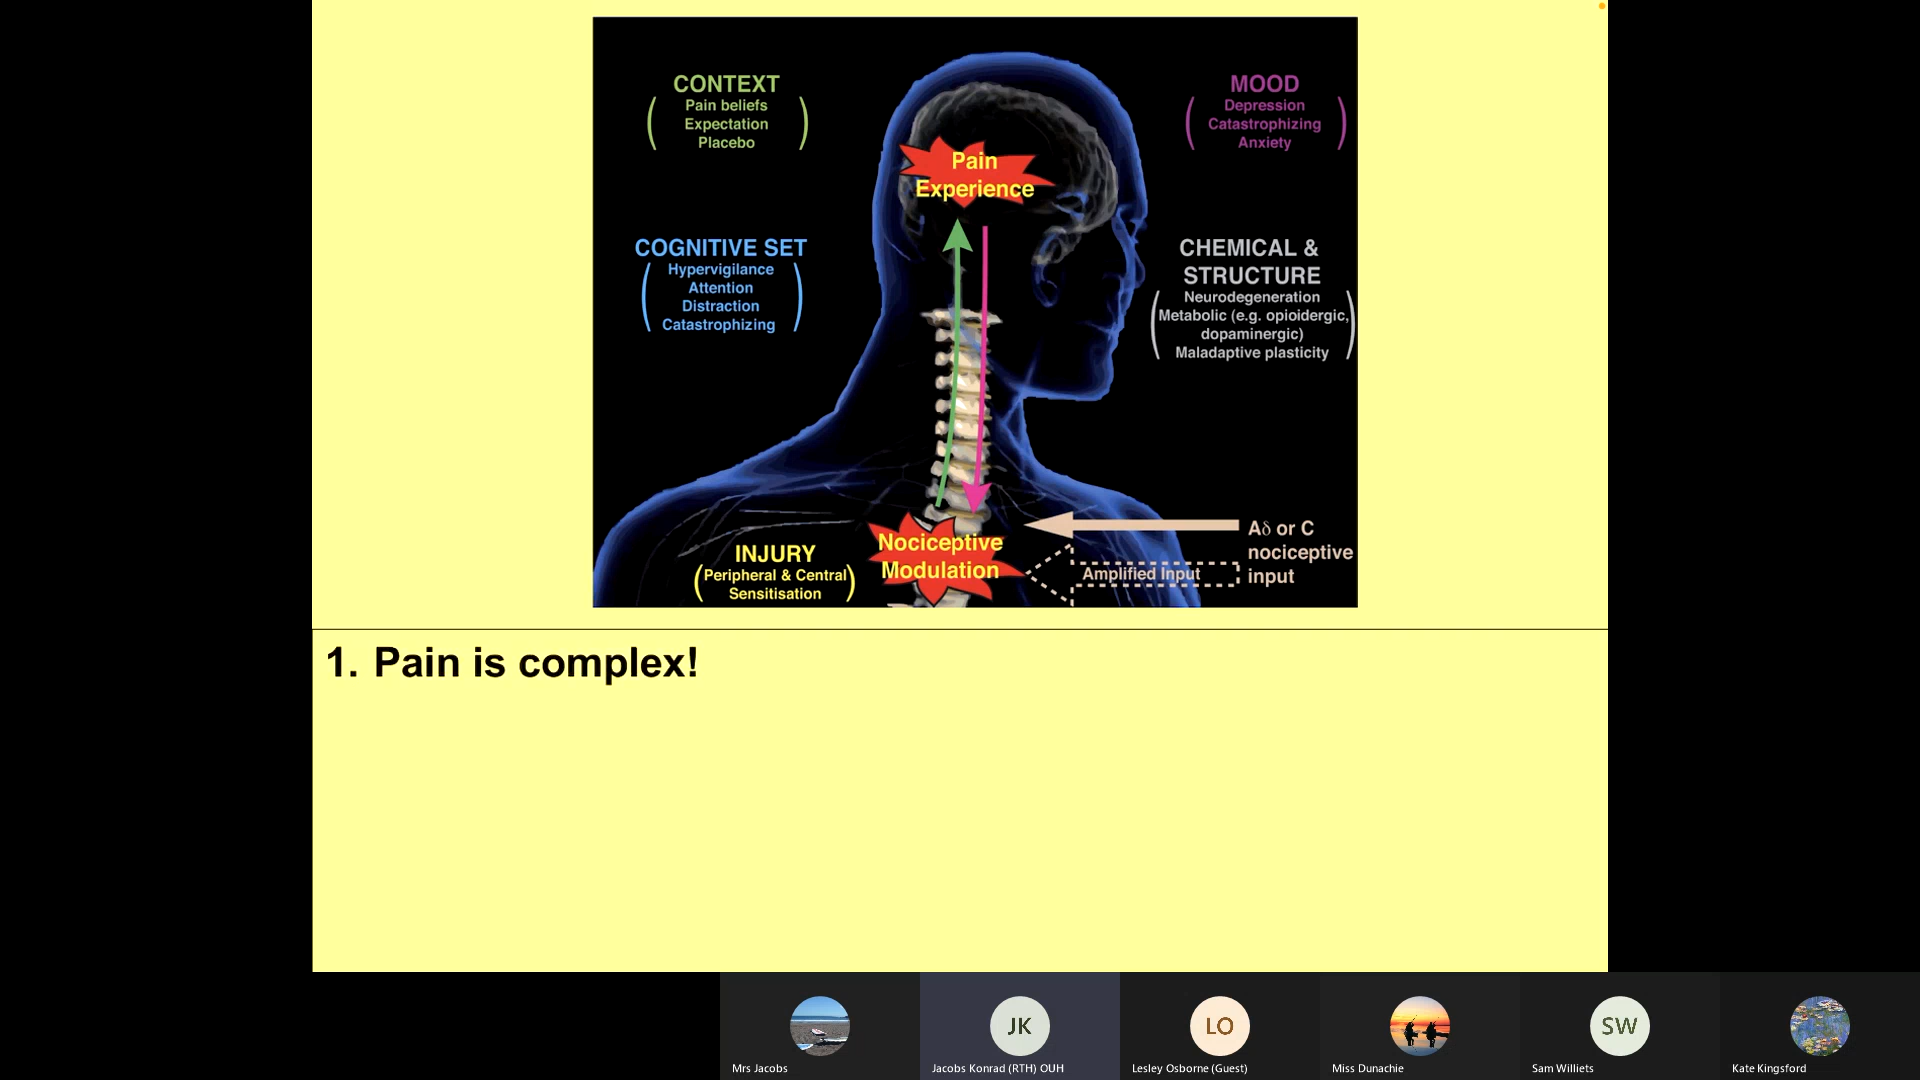 CONTEXT
Pain beliefs
Expectation
Placebo
MOOD
Depression
Catastrophizing
Anxiety
Pain
Experience
COGNITIVE SET
Hypervigilance
Attention
Distraction
Catastrophizing
CHEMICAL &
STRUCTURE
Neurodegeneration
Metabolic (e.g. opioidergic,
dopaminergic)
Maladaptive plasticity
INJURY
Peripheral & Central
Sensitisation
Nociceptive
Modulation
Amplified Input
Aδ or C
nociceptive
input
1. Pain is complex!
JK
LO
SW
Mrs Jacobs
Jacobs Konrad (RTH) OUH
Lesley Osborne (Guest)
Miss Dunachie
Sam Williets
Kate Kingsford